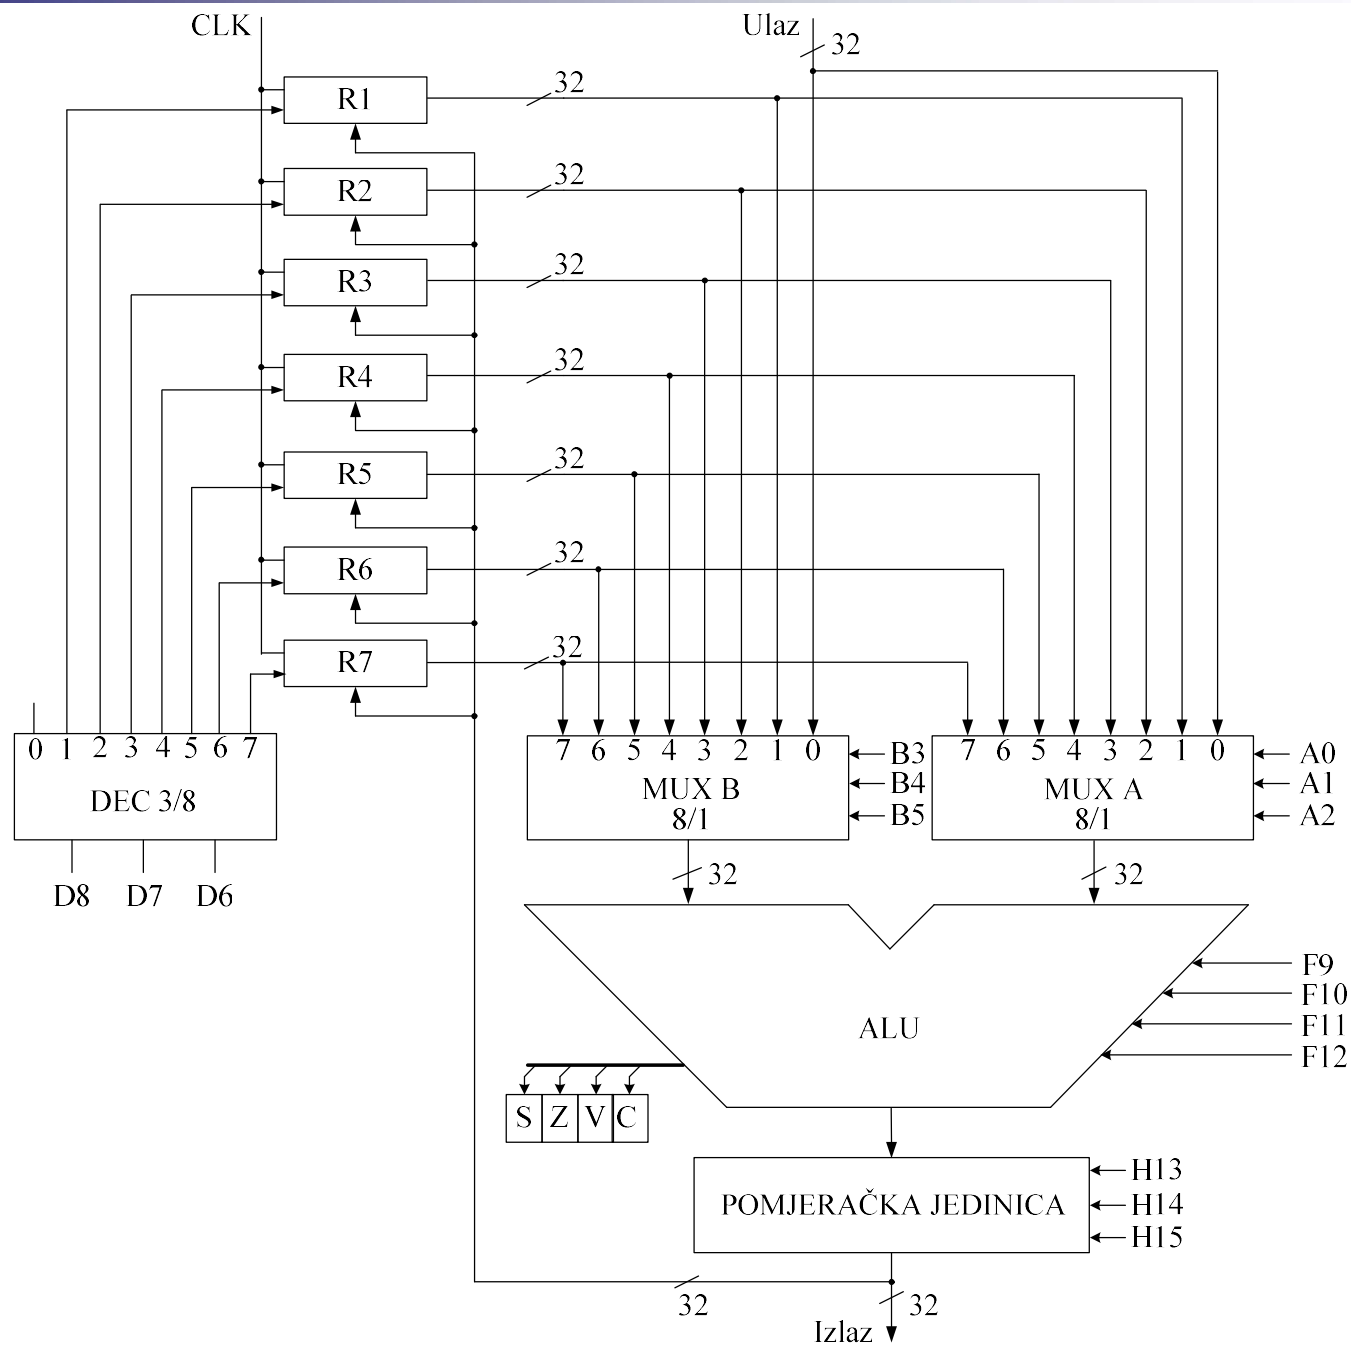 CLK
Ulaz
32
R1
32
R2
32
R3
32
R4
32
R5
32
R6
32
R7
32
0 1 2 3 4 5 6 7
DEC 3/8
D8 D7 D6
7 6 5 4 3 2 1 0
MUX B
8/1
B3
B4
B5
7 6 5 4 3 2 1 0
MUX A
8/1
A0
A1
A2
32
32
ALU
F9
F10
F11
F12
S Z V C
POMJERAČKA JEDINICA
H13
H14
H15
32
32
Izlaz